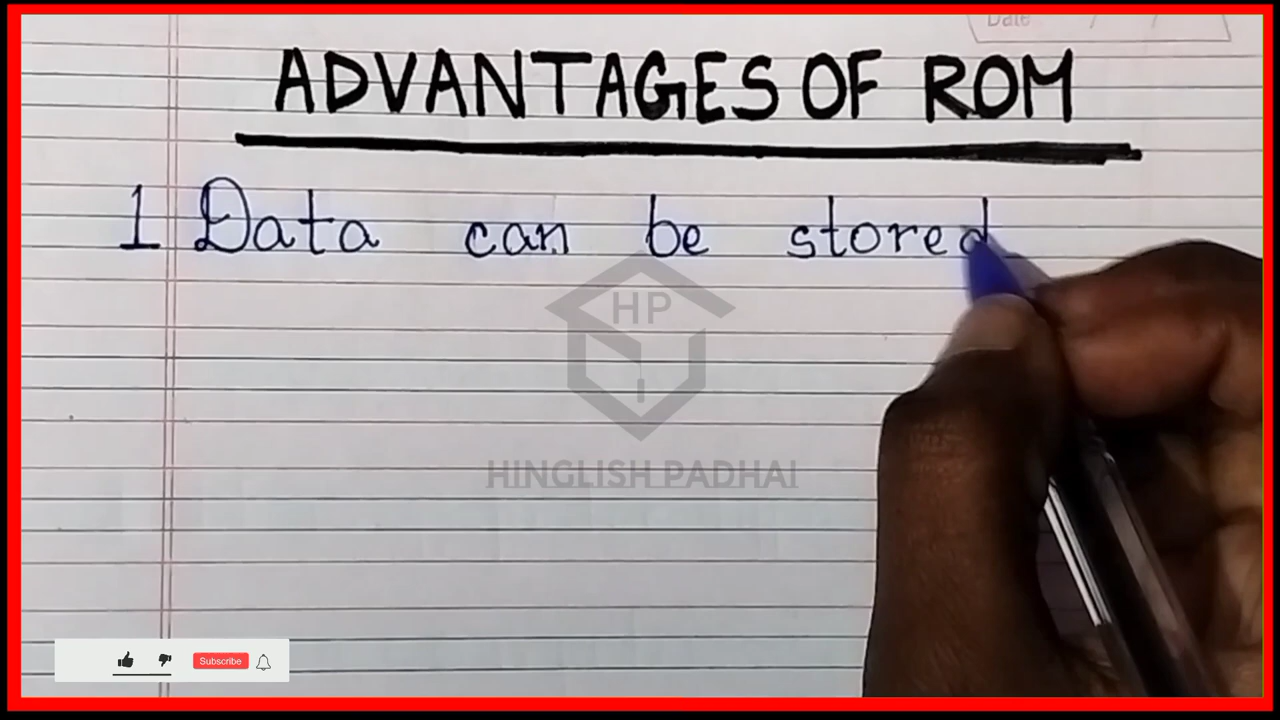 Date / /
ADVANTAGES OF ROM
1 Data can be stored
HP
HINGLISH PADHAI
Subscribe